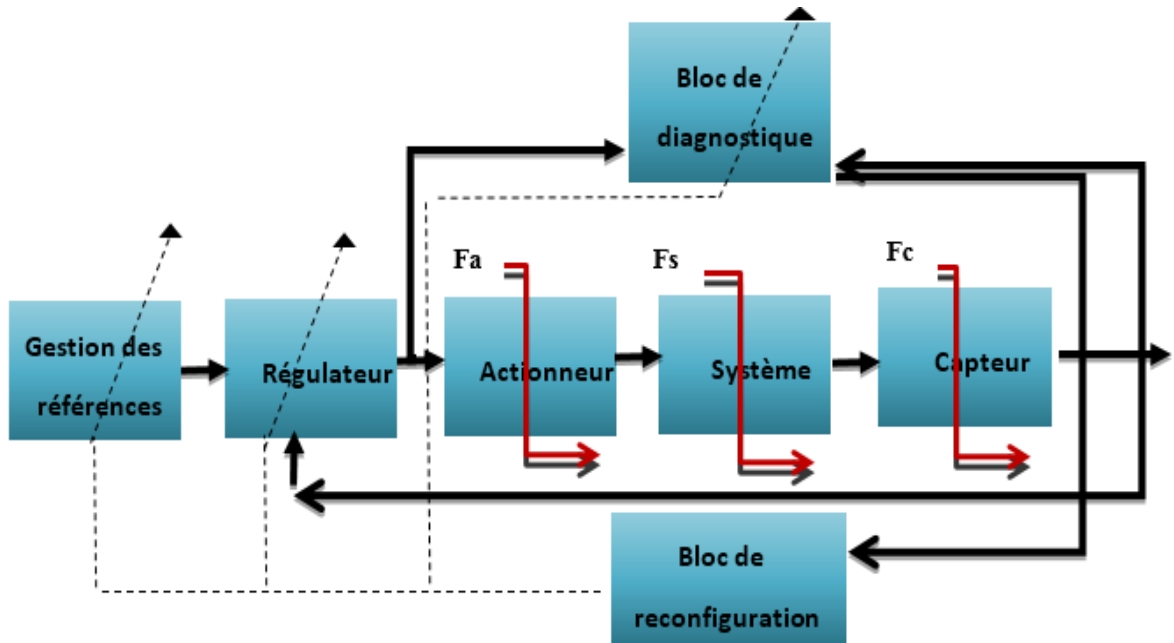 Bloc de
diagnostique
Fa
Fs
Fc
Gestion des
références
Régulateur
Actionneur
Système
Capteur
Bloc de
reconfiguration